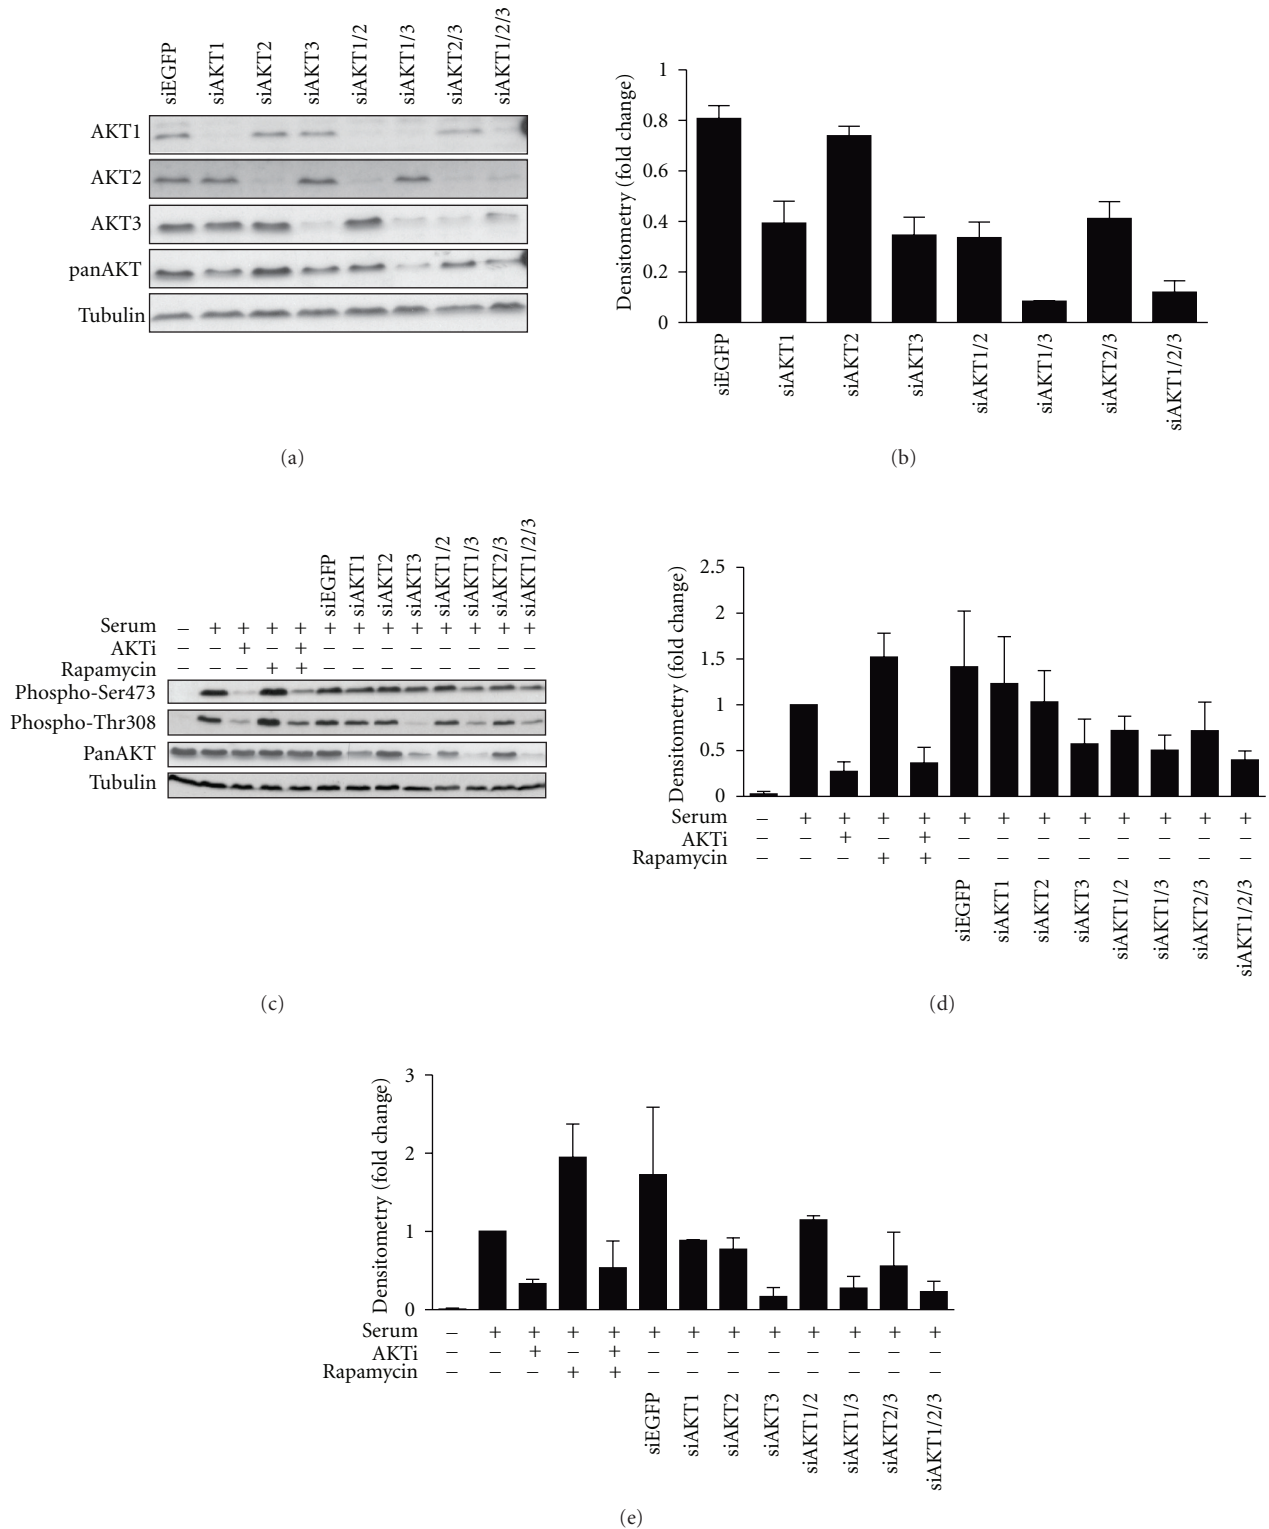 siEGFP siAKT1 siAKT2 siAKT3 siAKT1/2 siAKT1/3 siAKT2/3 siAKT1/2/3
AKT1
AKT2
AKT3
panAKT
Tubulin
(a)
Densitometry (fold change)
1
0.8
0.6
0.4
0.2
0
siEGFP siAKT1 siAKT2 siAKT3 siAKT1/2 siAKT1/3 siAKT2/3 siAKT1/2/3
(b)
siEGFP siAKT1 siAKT2 siAKT3 siAKT1/2 siAKT1/3 siAKT2/3 siAKT1/2/3
Serum − + + + + + + + + + + + +
AKTi − − + − + − − − − − − − −
Rapamycin − − − + + − − − − − − − −
Phospho-Ser473
Phospho-Thr308
PanAKT
Tubulin
(c)
Densitometry (fold change)
2.5
2
1.5
1
0.5
0
Serum − + + + + + + + + + + + +
AKTi − − + − + − − − − − − − −
Rapamycin − − − + + − − − − − − − −
siEGFP siAKT1 siAKT2 siAKT3 siAKT1/2 siAKT1/3 siAKT2/3 siAKT1/2/3
(d)
Densitometry (fold change)
3
2
1
0
Serum − + + + + + + + + + + + +
AKTi − − + − + − − − − − − − −
Rapamycin − − − + + − − − − − − − −
siEGFP siAKT1 siAKT2 siAKT3 siAKT1/2 siAKT1/3 siAKT2/3 siAKT1/2/3
(e)